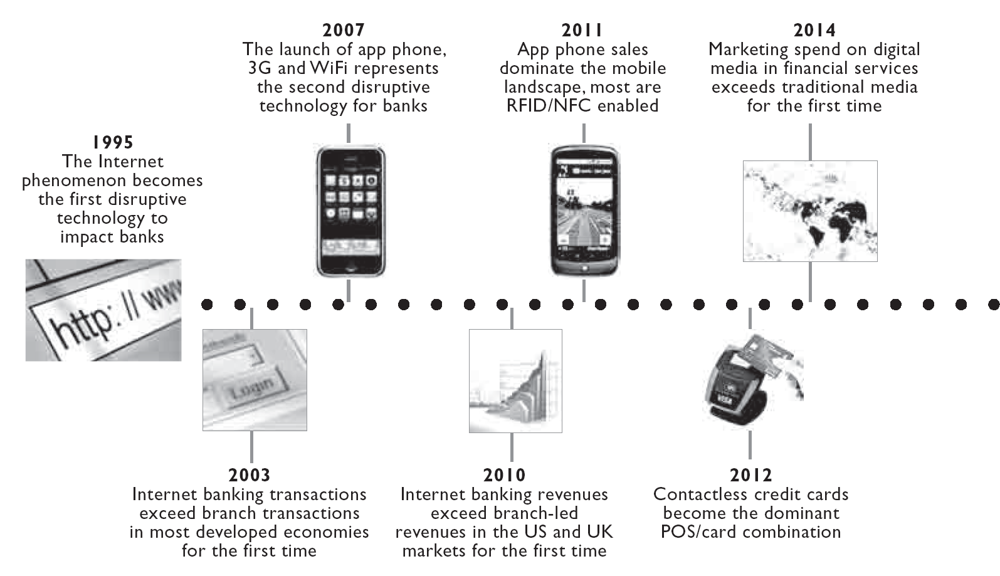 1995
The Internet
phenomenon becomes
the first disruptive
technology to
impact banks
http: // www
2003
Internet banking transactions
exceed branch transactions
in most developed economies
for the first time
Login
2007
The launch of app phone,
3G and WiFi represents
the second disruptive
technology for banks
2010
Internet banking revenues
exceed branch-led
revenues in the US and UK
markets for the first time
2011
App phone sales
dominate the mobile
landscape, most are
RFID/NFC enabled
2012
Contactless credit cards
become the dominant
POS/card combination
VISA
2014
Marketing spend on digital
media in financial services
exceeds traditional media
for the first time